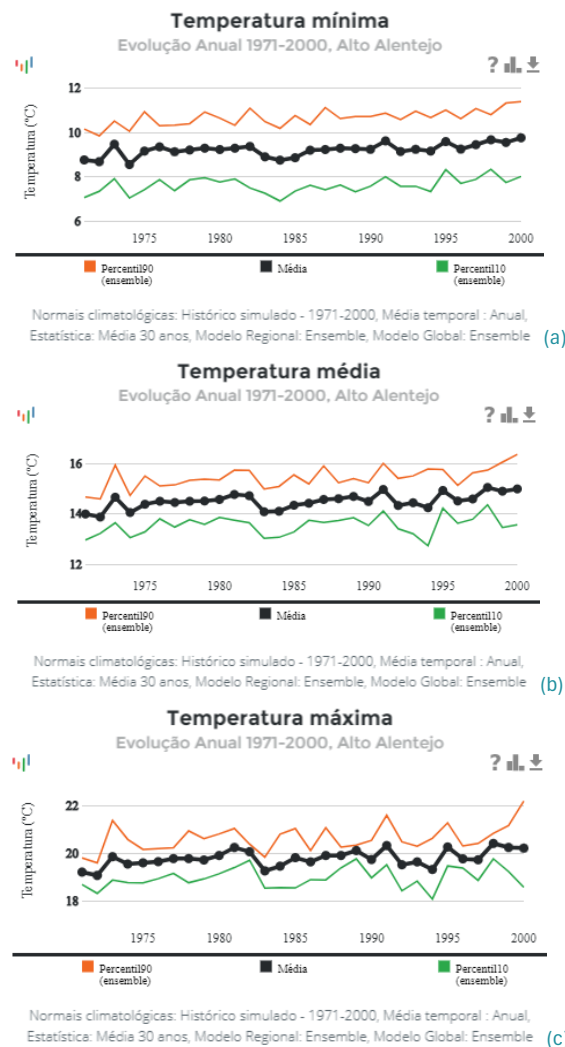 Temperatura mínima
Evolução Anual 1971-2000, Alto Alentejo
?
Temperatura (°C)
12
10
8
6
1975 1980 1985 1990 1995 2000
Percentil90 (ensemble)
Média
Percentil10 (ensemble)
Normais climatológicas: Histórico simulado - 1971-2000, Média temporal : Anual,
Estatística: Média 30 anos, Modelo Regional: Ensemble, Modelo Global: Ensemble (a)
Temperatura média
Evolução Anual 1971-2000, Alto Alentejo
?
Temperatura (°C)
16
14
12
1975 1980 1985 1990 1995 2000
Percentil90 (ensemble)
Média
Percentil10 (ensemble)
Normais climatológicas: Histórico simulado - 1971-2000, Média temporal : Anual,
Estatística: Média 30 anos, Modelo Regional: Ensemble, Modelo Global: Ensemble (b)
Temperatura máxima
Evolução Anual 1971-2000, Alto Alentejo
?
Temperatura (°C)
22
20
18
1975 1980 1985 1990 1995 2000
Percentil90 (ensemble)
Média
Percentil10 (ensemble)
Normais climatológicas: Histórico simulado - 1971-2000, Média temporal : Anual,
Estatística: Média 30 anos, Modelo Regional: Ensemble, Modelo Global: Ensemble (c)